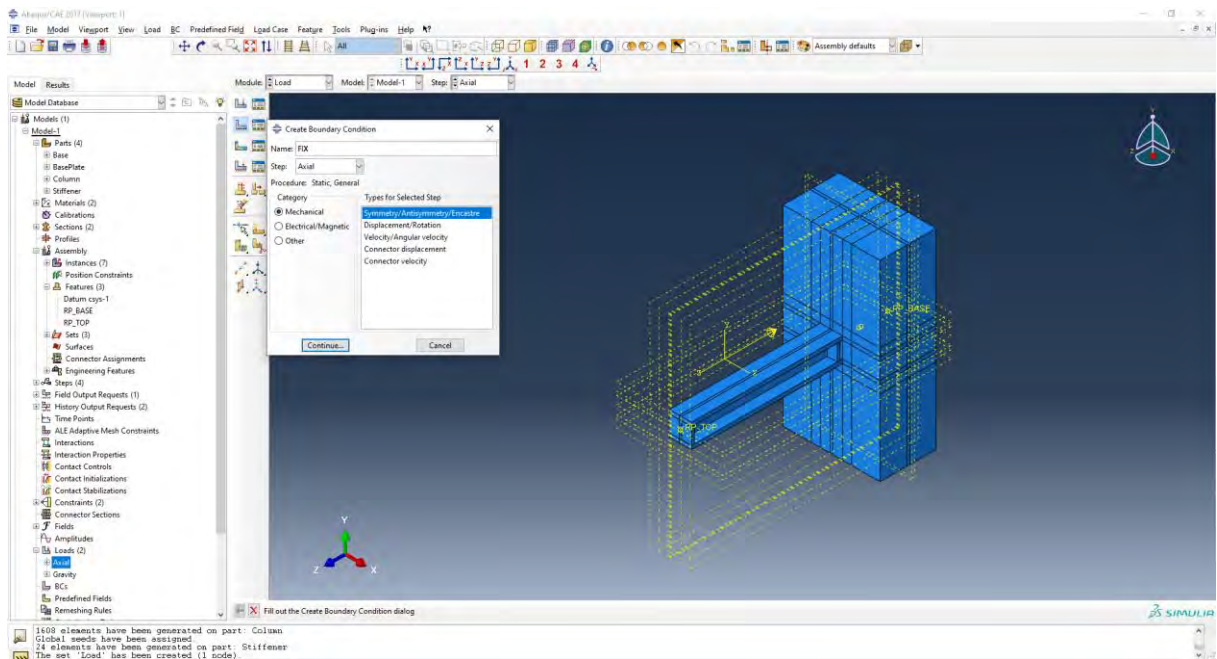 Abaqus/CAE 2017 [Viewport: 1]
File Model Viewport View Load BC Predefined Field Load Case Feature Tools Plug-ins Help
All
Assembly defaults
1 2 3 4
Model Results
Module: Load Model: Model-1 Step: Axial
Model Database
Models (1)
Model-1
Parts (4)
Base
BasePlate
Column
Stiffener
Materials (2)
Calibrations
Sections (2)
Profiles
Assembly
Instances (7)
Position Constraints
Features (3)
Datum csys-1
RP_BASE
RP_TOP
Sets (3)
Surfaces
Connector Assignments
Engineering Features
Steps (4)
Field Output Requests (1)
History Output Requests (2)
Time Points
ALE Adaptive Mesh Constraints
Interactions
Interaction Properties
Contact Controls
Contact Initializations
Contact Stabilizations
Constraints (2)
Connector Sections
Fields
Amplitudes
Loads (2)
Axial
Gravity
BCs
Predefined Fields
Remeshing Rules
Create Boundary Condition
Name: FIX
Step: Axial
Procedure: Static, General
Category
Mechanical
Electrical/Magnetic
Other
Types for Selected Step
Symmetry/Antisymmetry/Encastre
Displacement/Rotation
Velocity/Angular velocity
Connector displacement
Connector velocity
Continue...
Cancel
RP_BASE
RP_TOP
Y
Z X
Fill out the Create Boundary Condition dialog
SIMULIA
1608 elements have been generated on part: Column
Global seeds have been assigned.
24 elements have been generated on part: Stiffener
The set 'Load' has been created (1 node).